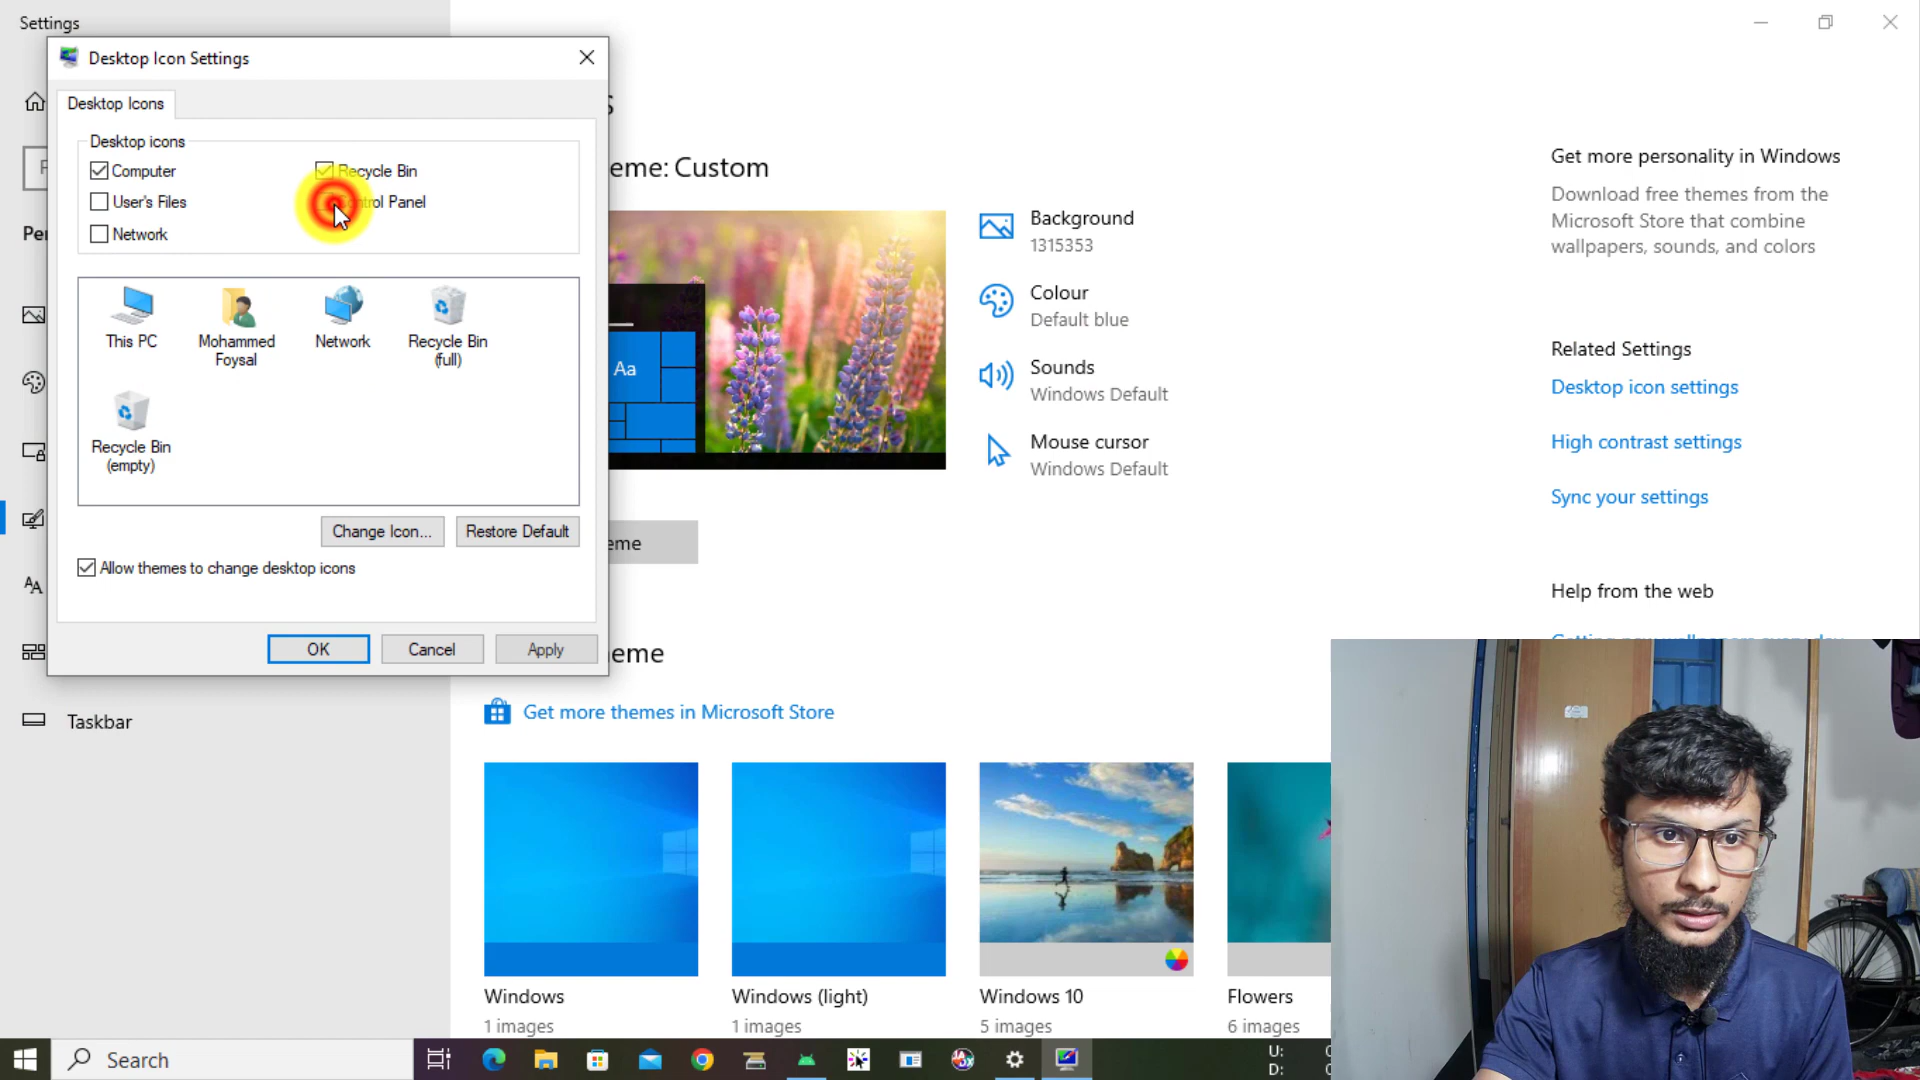 Settings
Desktop Icon Settings
Desktop Icons
Desktop icons
Computer
Recycle Bin
User's Files
Panel
Network
This PC
Mohammed
Foysal
Network
Recycle Bin
(full)
Recycle Bin
(empty)
Change Icon...
Restore Default
Allow themes to change desktop icons
OK
Cancel
Apply
Taskbar
eme: Custom
Aa
Background
1315353
Colour
Default blue
Sounds
Windows Default
Mouse cursor
Windows Default
eme
eme
Get more themes in Microsoft Store
Windows
1 images
Windows (light)
1 images
Windows 10
5 images
Flowers
6 images
Get more personality in Windows
Download free themes from the
Microsoft Store that combine
wallpapers, sounds, and colors
Related Settings
Desktop icon settings
High contrast settings
Sync your settings
Help from the web
Search
U:
D: